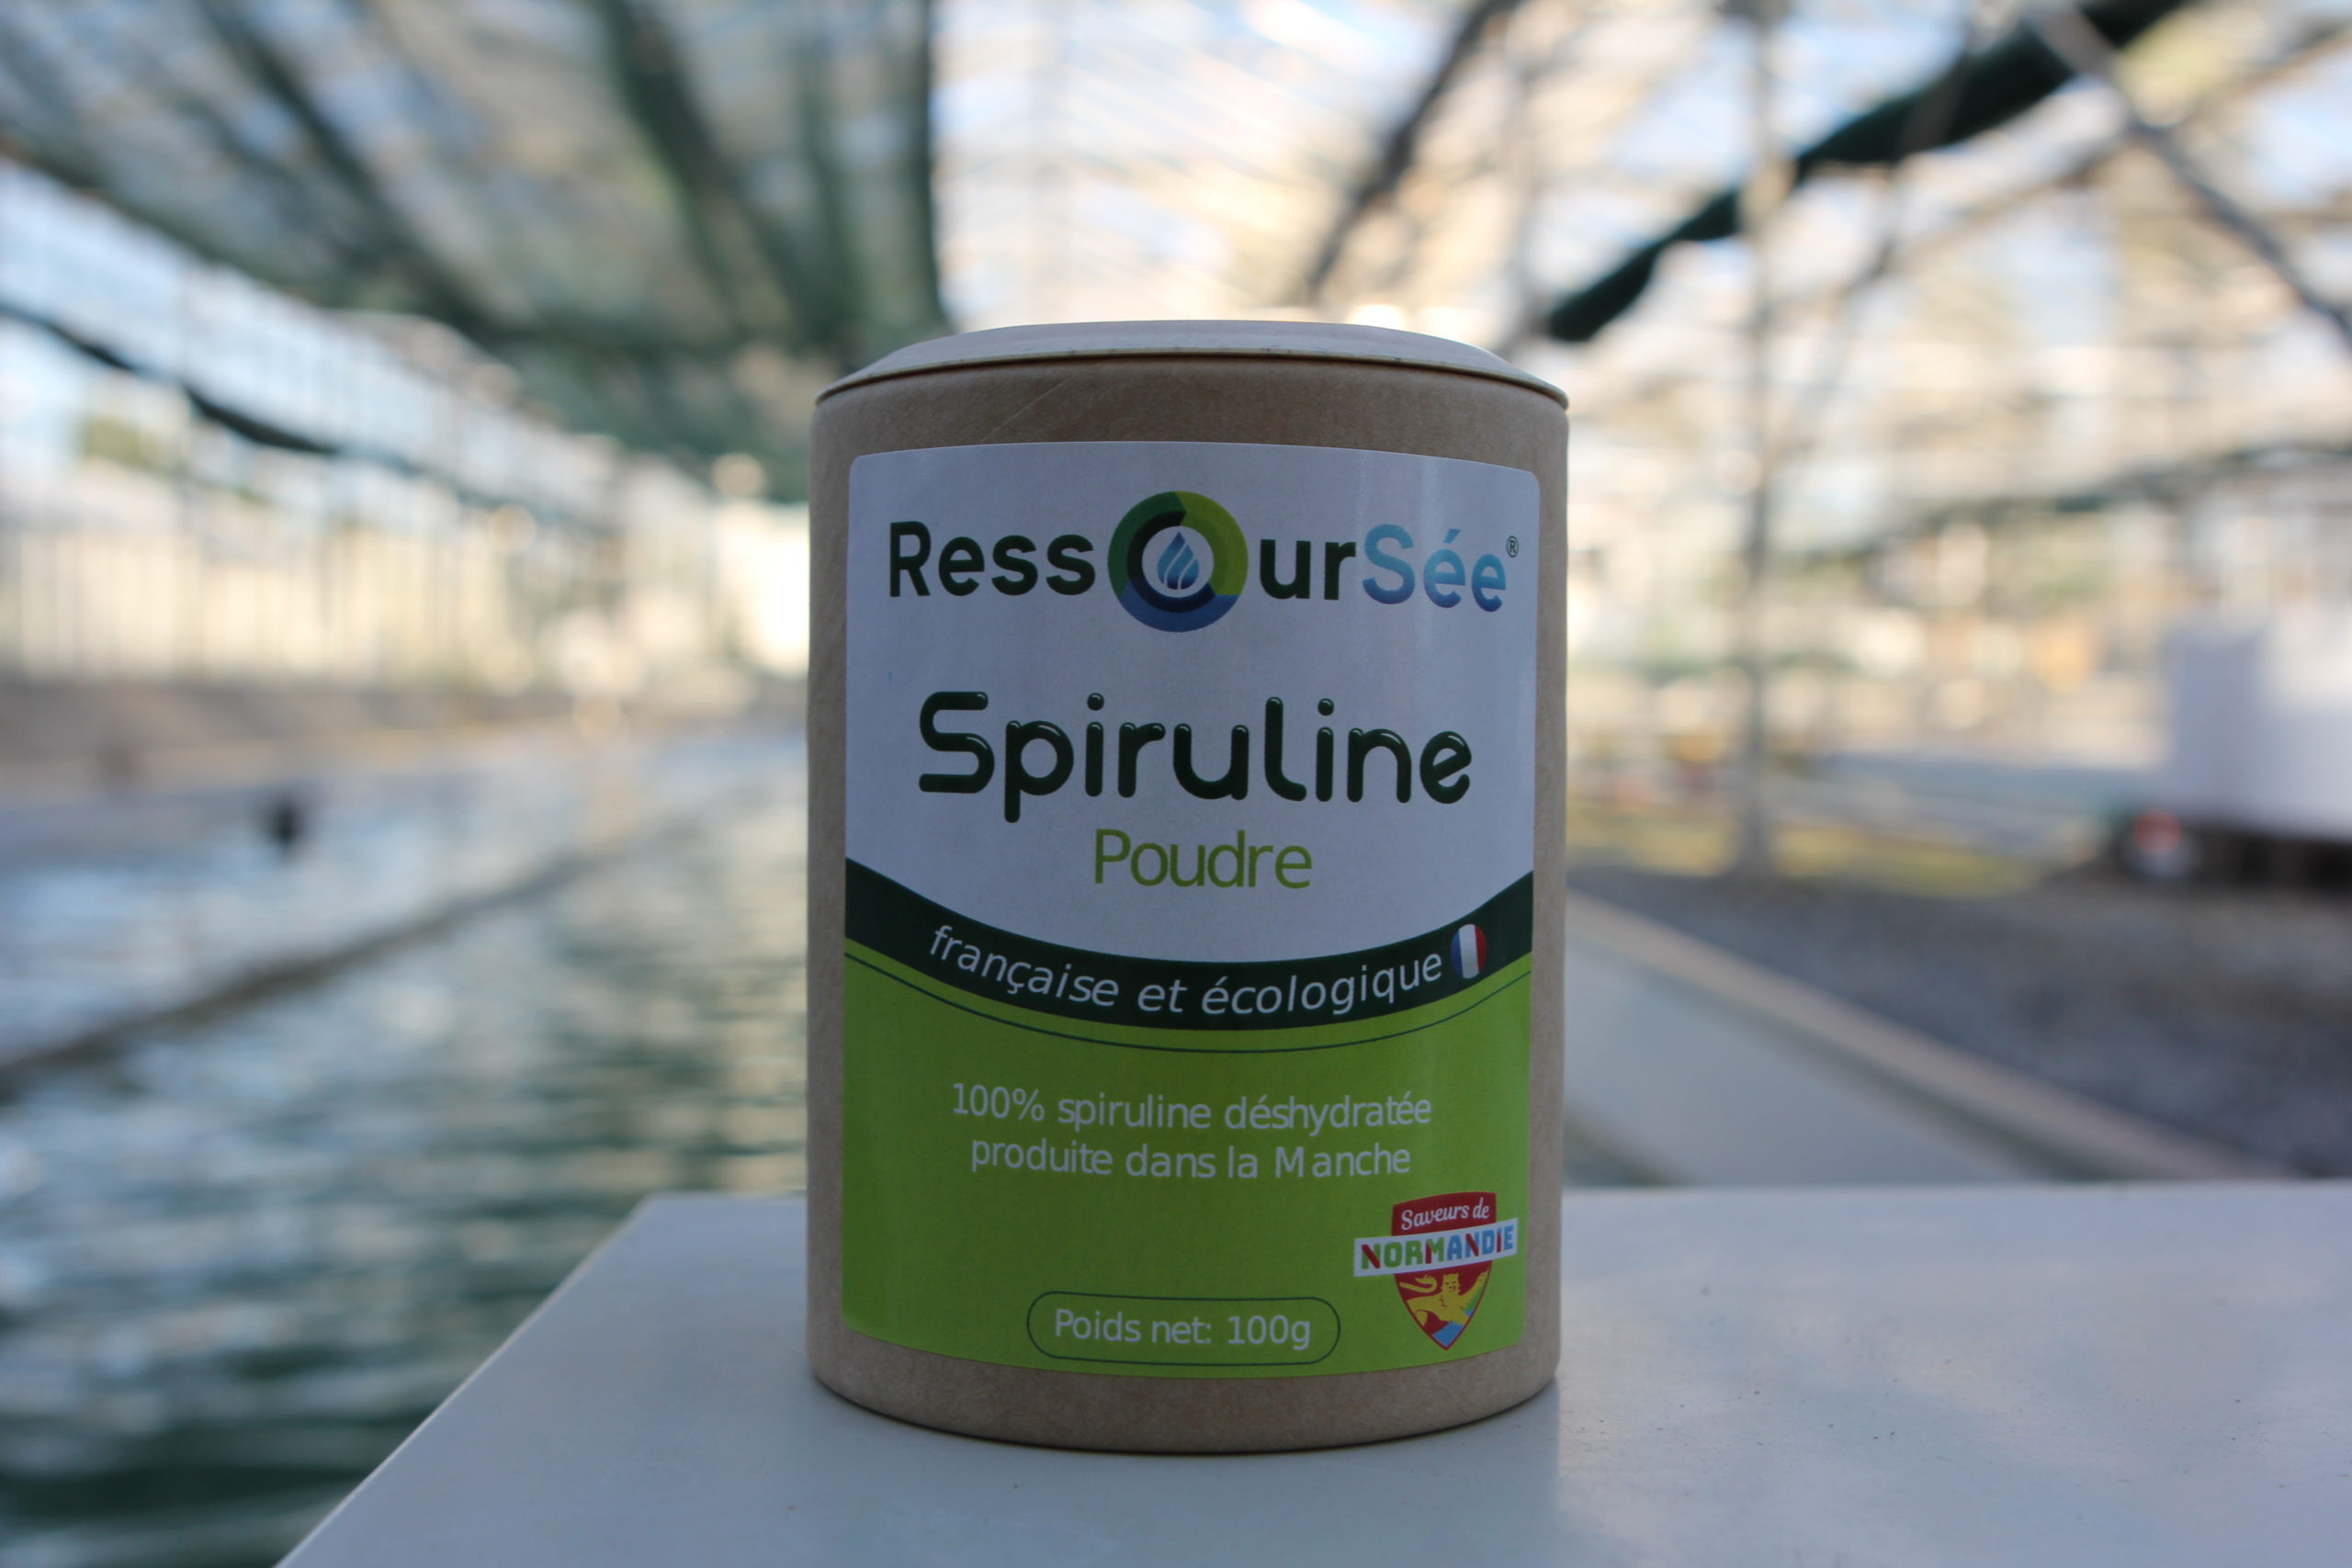 RessOurSée®
Spiruline
Poudre
française et écologique
100% spiruline déshydratée
produite dans la Manche
Saveurs de
NORMANDIE
Poids net: 100g